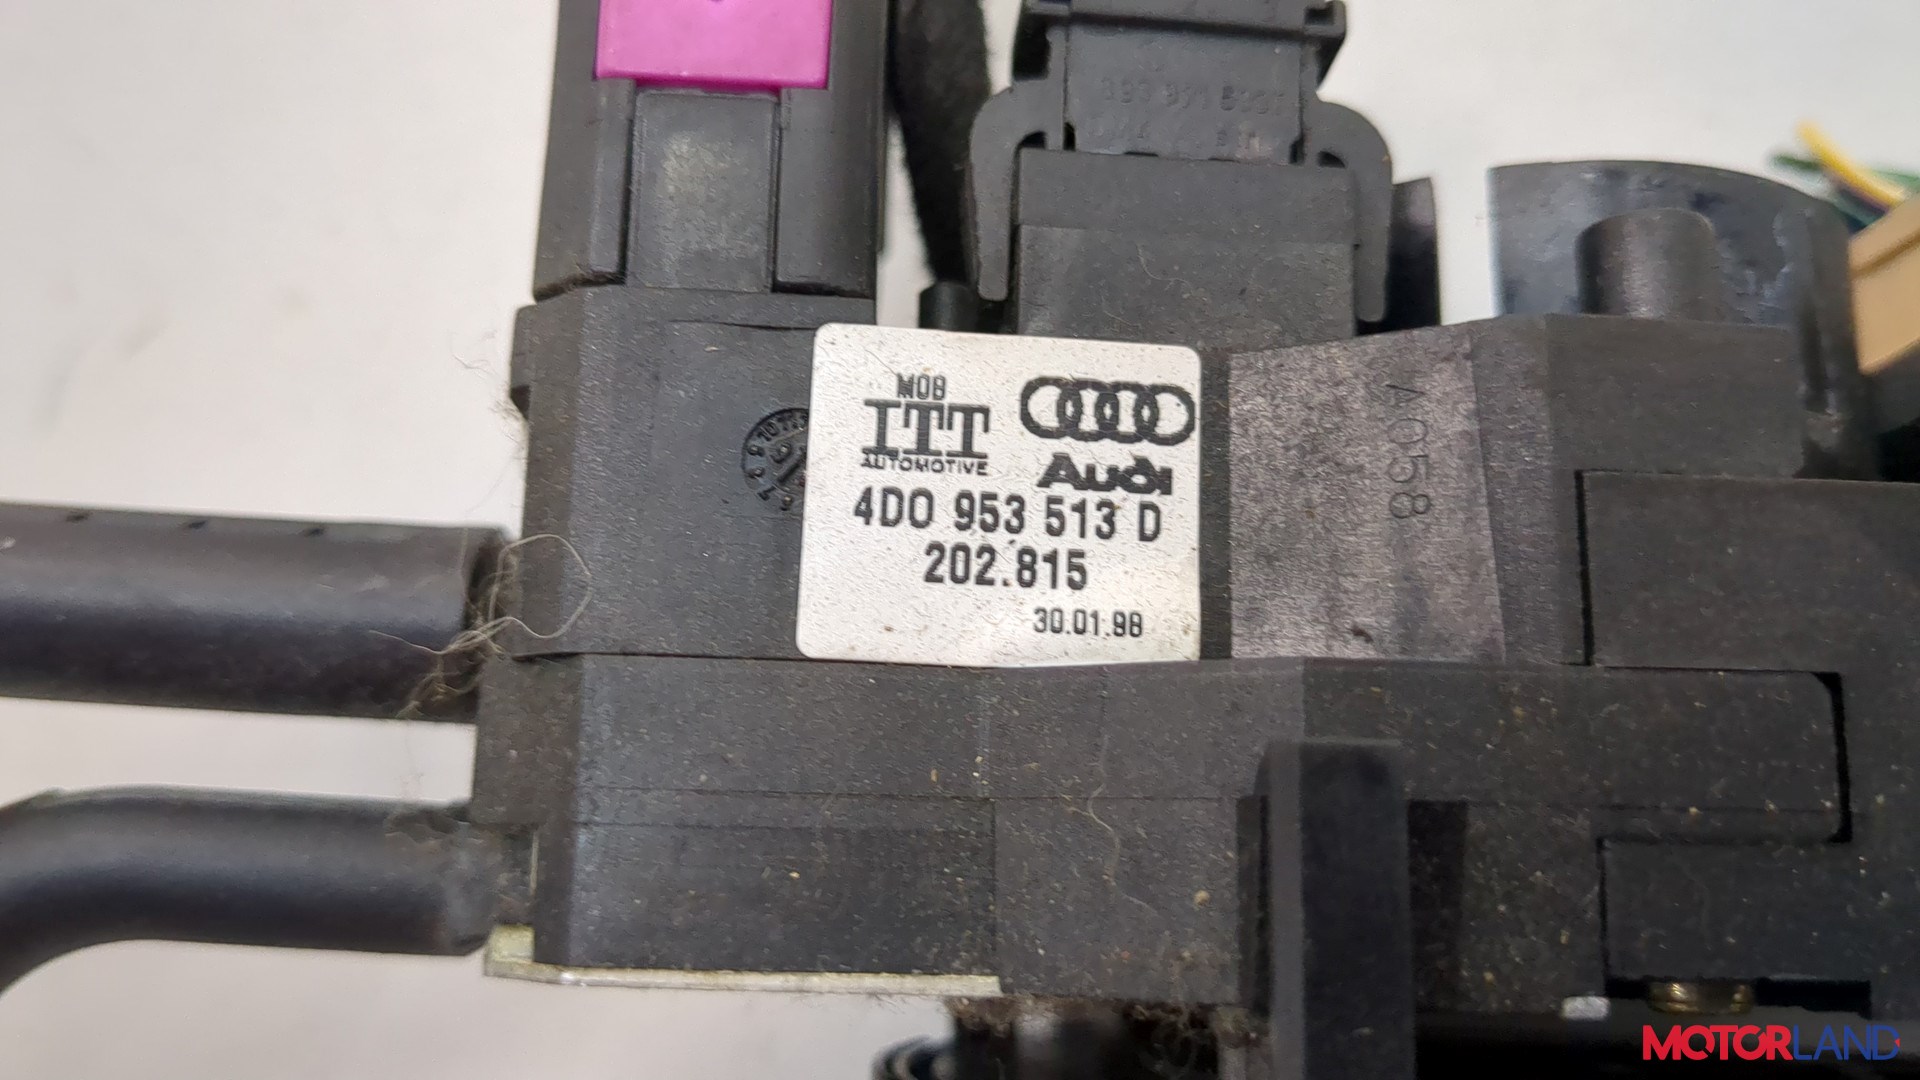 MOB
ITT
AUTOMOTIVE
Audi
4D0 953 513 D
202.815
30.01.98
A058
MOTORLAND